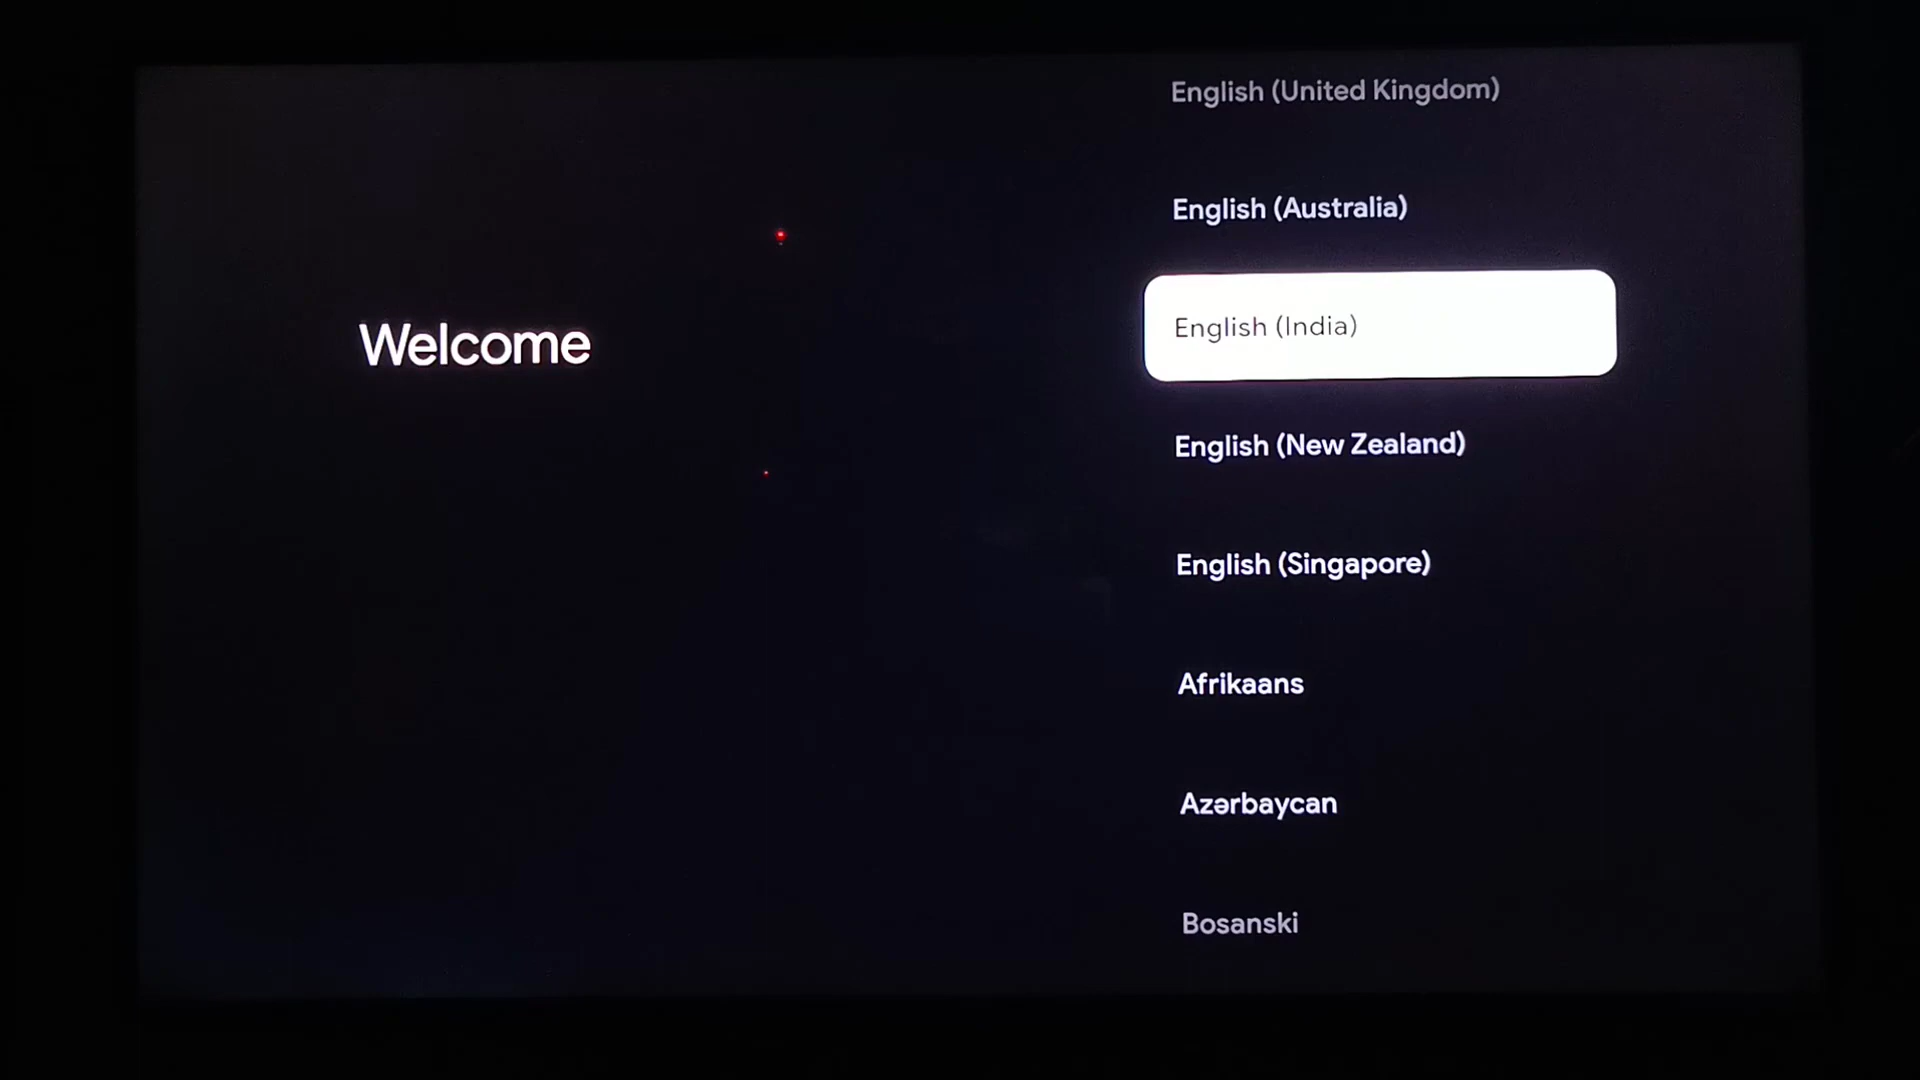 Welcome
English (United Kingdom)
English (Australia)
English (India)
English (New Zealand)
English (Singapore)
Afrikaans
Azərbaycan
Bosanski